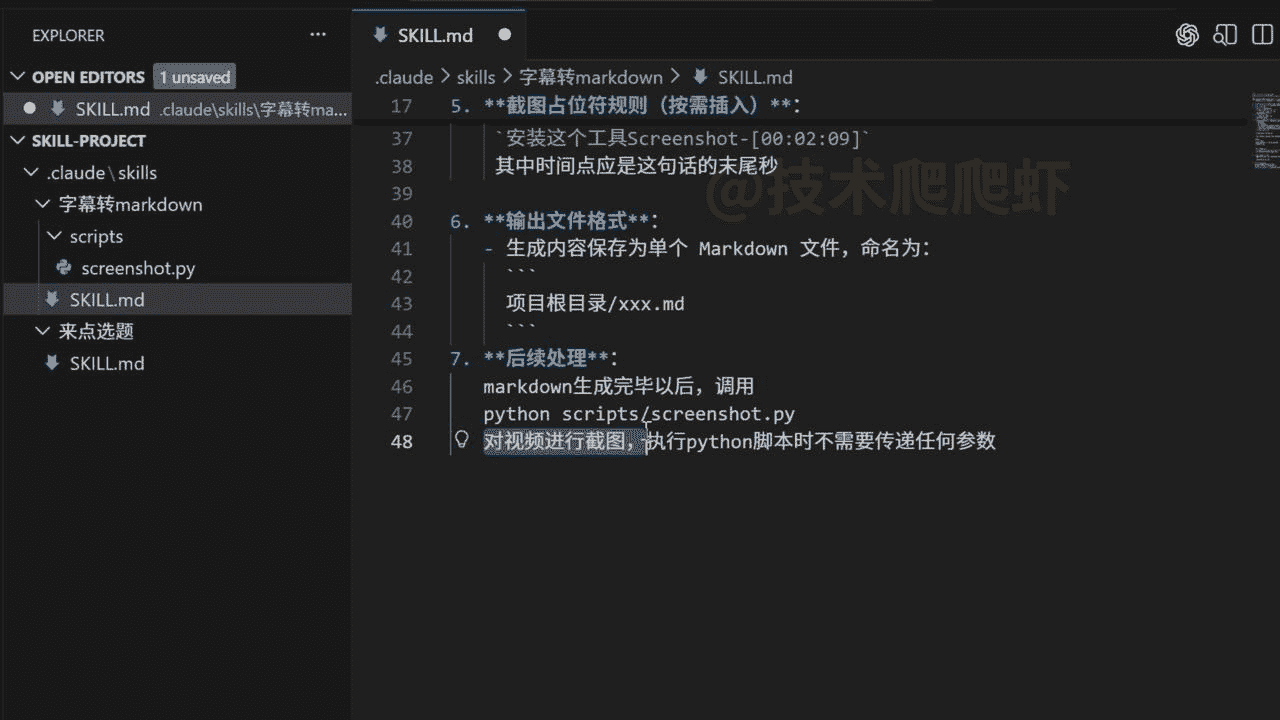 EXPLORER
OPEN EDITORS 1 unsaved
SKILL.md .claude\skills\字幕转ma...
SKILL-PROJECT
.claude\skills
字幕转markdown
scripts
screenshot.py
SKILL.md
来点选题
SKILL.md
SKILL.md
.claude > skills > 字幕转markdown > SKILL.md
17 5. **截图占位符规则（按需插入）**：
37 `安装这个工具Screenshot-[00:02:09]`
38 其中时间点应是这句话的末尾秒
39
40 6. **输出文件格式**：
41 - 生成内容保存为单个 Markdown 文件，命名为：
42 ```
43 项目根目录/xxx.md
44 ```
45 7. **后续处理**：
46 markdown生成完毕以后，调用
47 python scripts/screenshot.py
48 对视频进行截图，执行python脚本时不需要传递任何参数
@技术爬爬虾